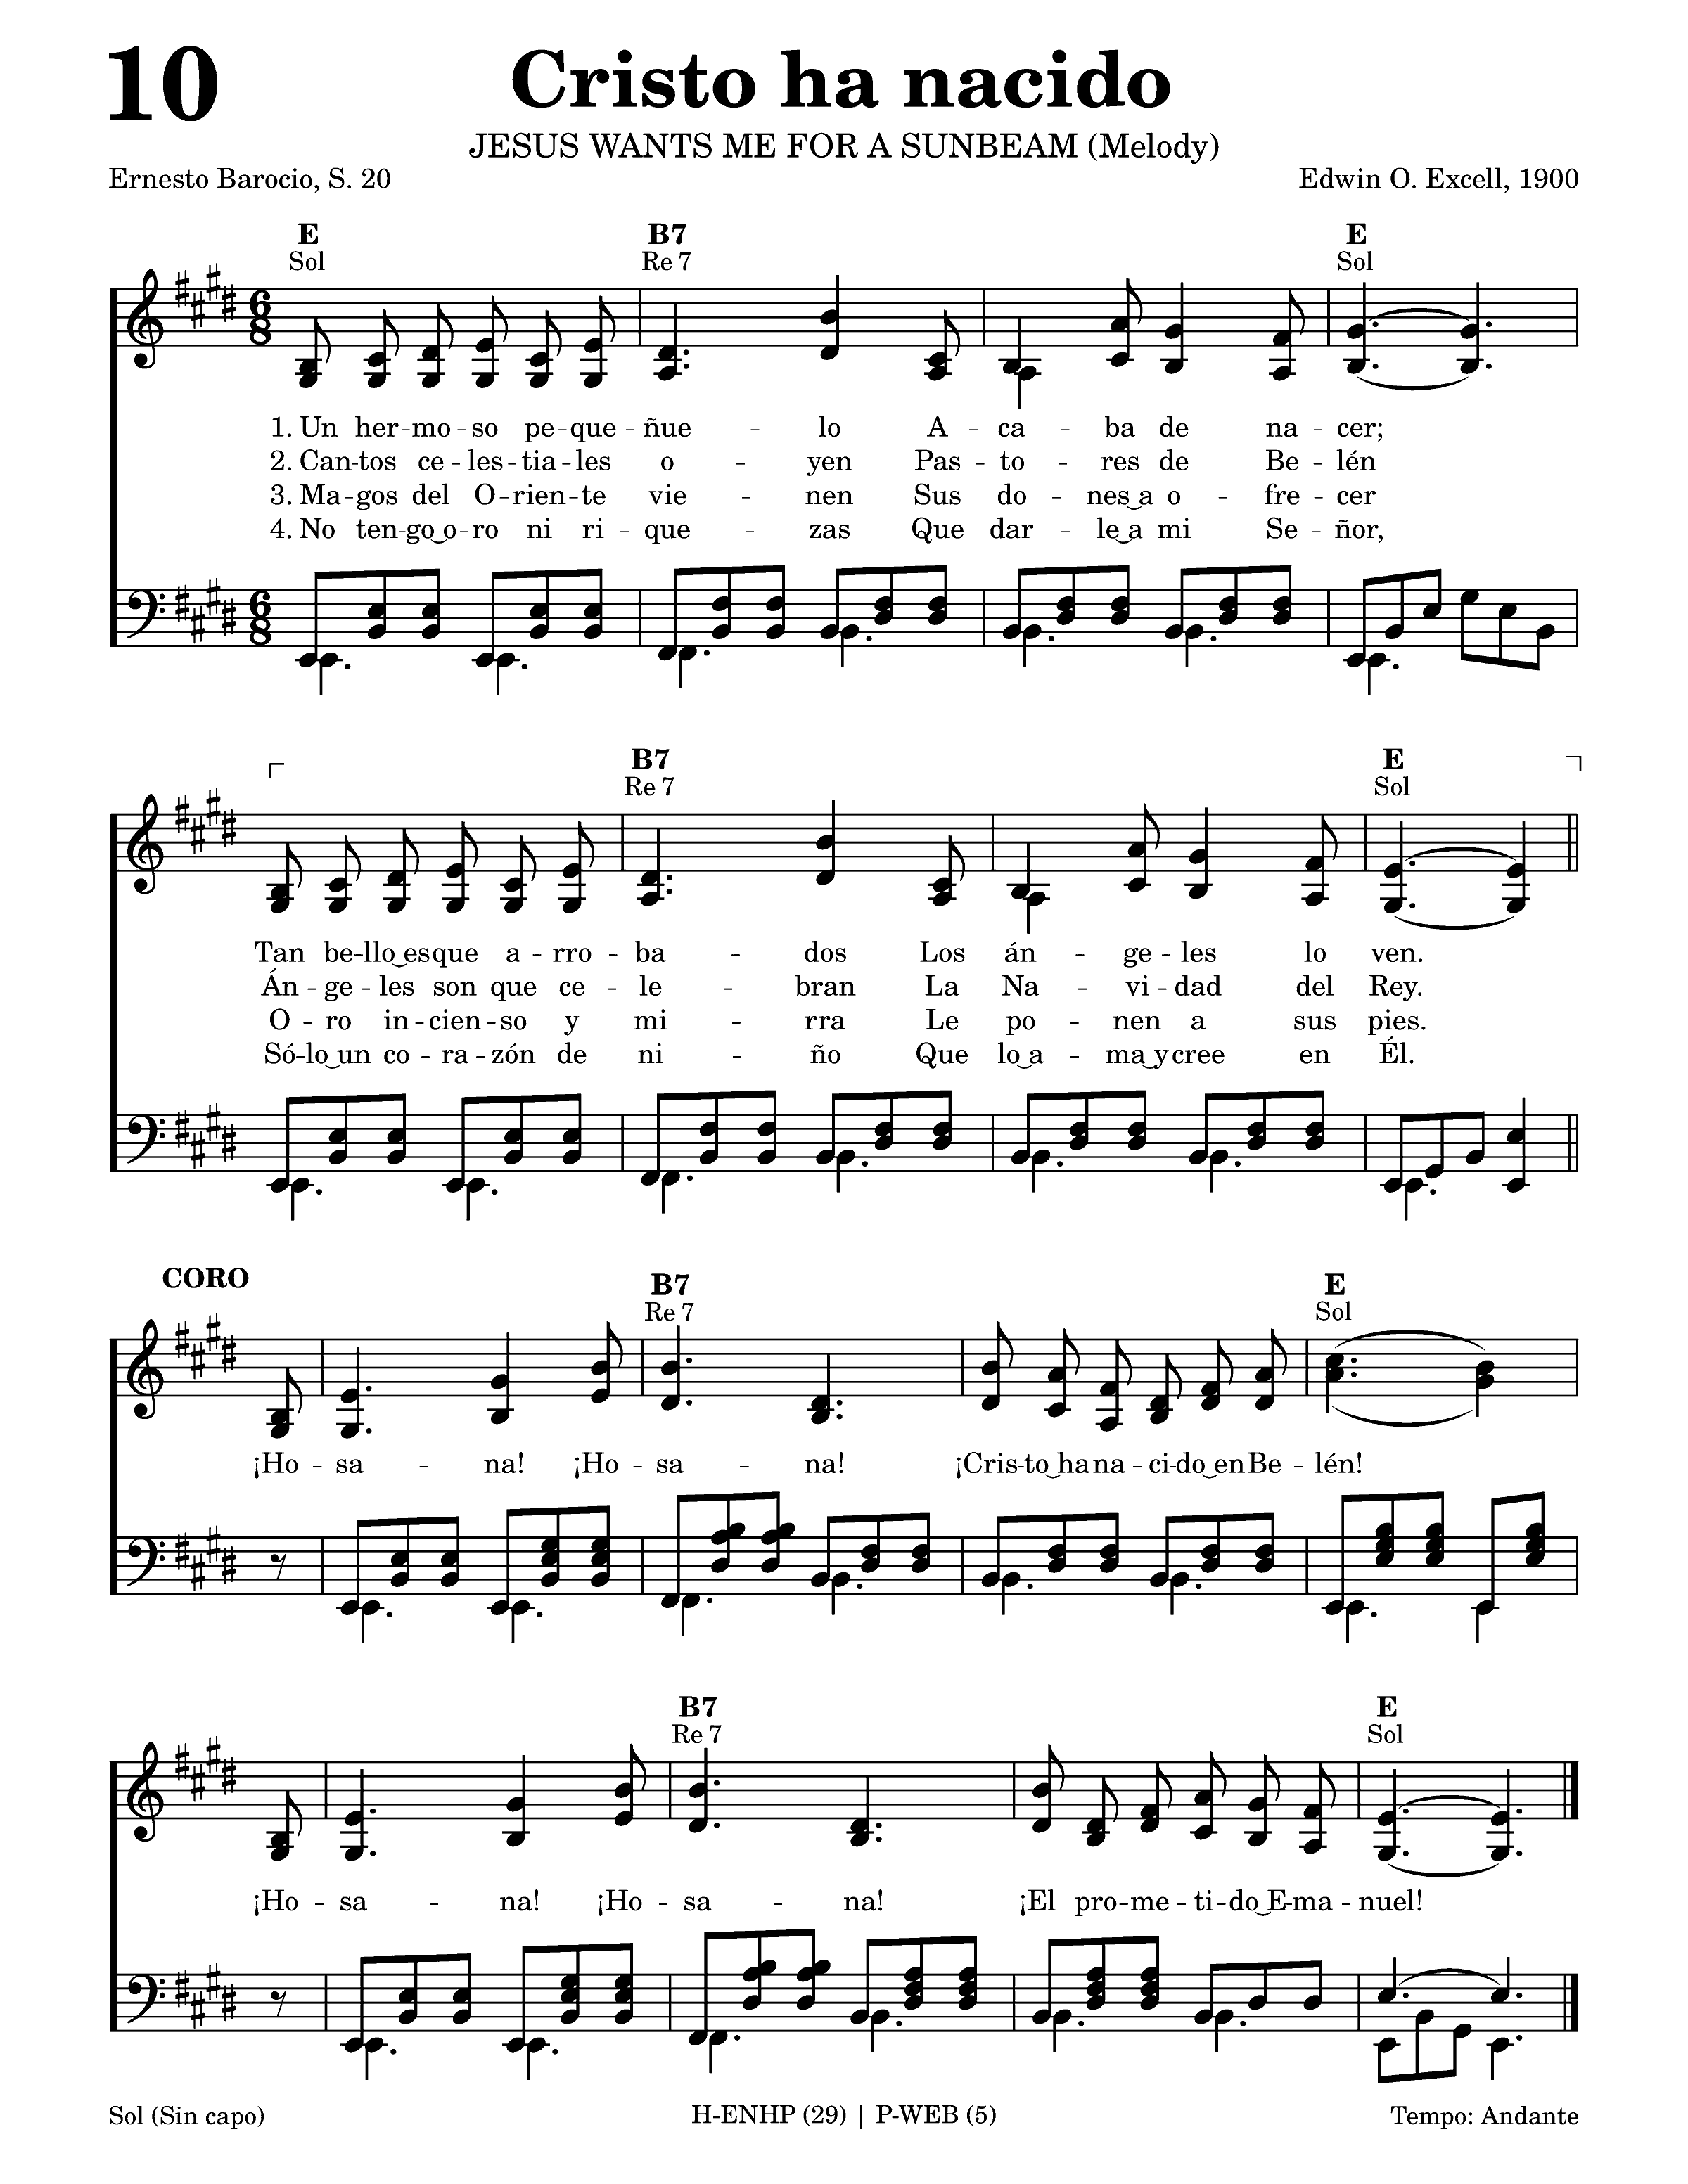 10 Cristo ha nacido
JESUS WANTS ME FOR A SUNBEAM (Melody)
Ernesto Barocio, S. 20 Edwin O. Excell, 1900
E B7 E
Sol Re 7 Sol
6 8
1. Un her – mo – so pe – que – ñue – lo A – ca – ba de na – cer;
2. Can – tos ce – les – tia – les o – yen Pas – to – res de Be – lén
3. Ma – gos del O – rien – te vie – nen Sus do – nes‿a o – fre – cer
4. No ten – go‿o – ro ni ri – que – zas Que dar – le‿a mi Se – ñor,
6 8
B7 E
Re 7 Sol
Tan be – llo‿es que a – rro – ba – dos Los án – ge – les lo ven.
Án – ge – les son que ce – le – bran La Na – vi – dad del Rey.
O – ro in – cien – so y mi – rra Le po – nen a sus pies.
Só – lo‿un co – ra – zón de ni – ño Que lo‿a – ma‿y cree en Él.
CORO B7 E
Re 7 Sol
¡Ho – sa – na! ¡Ho – sa – na! ¡Cris – to‿ha na – ci – do‿en Be – lén!
B7 E
Re 7 Sol
¡Ho – sa – na! ¡Ho – sa – na! ¡El pro – me – ti – do‿E – ma – nuel!
Sol (Sin capo) H-ENHP (29) | P-WEB (5) Tempo: Andante